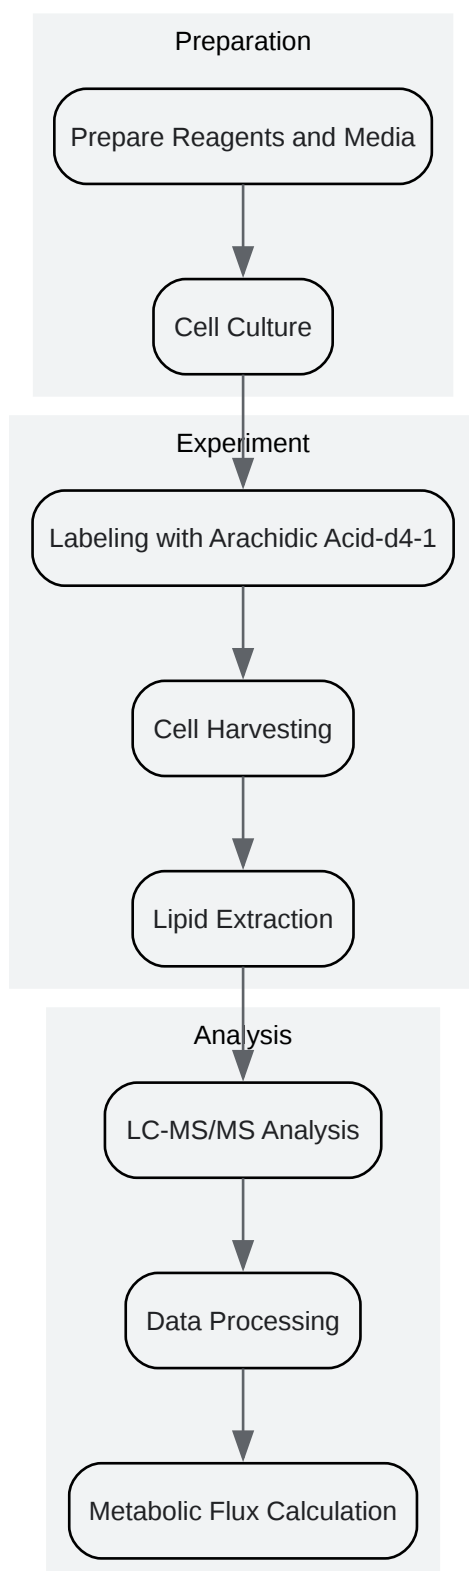 Preparation
Prepare Reagents and Media
Cell Culture
Experiment
Labeling with Arachidic Acid-d4-1
Cell Harvesting
Lipid Extraction
Analysis
LC-MS/MS Analysis
Data Processing
Metabolic Flux Calculation